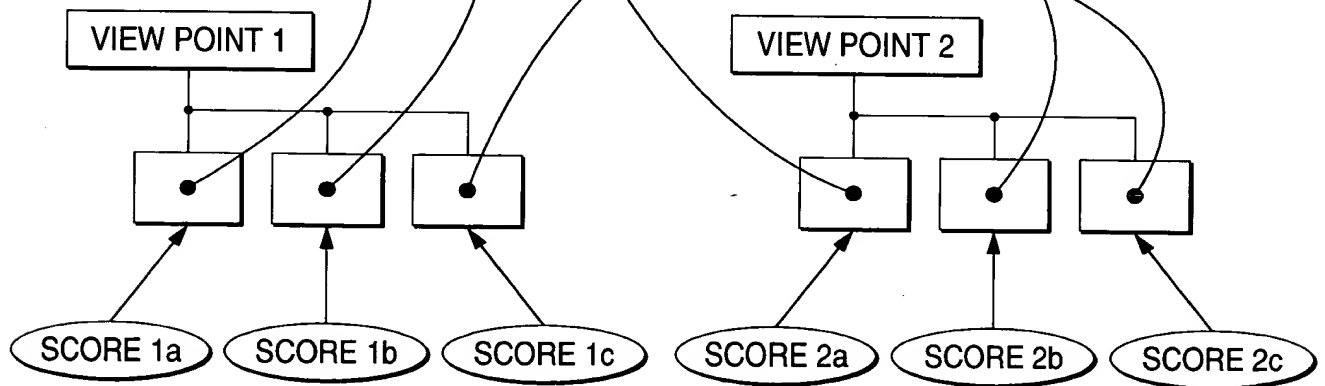 VIEW POINT 1
VIEW POINT 2
SCORE 1a
SCORE 1b
SCORE 1c
SCORE 2a
SCORE 2b
SCORE 2c